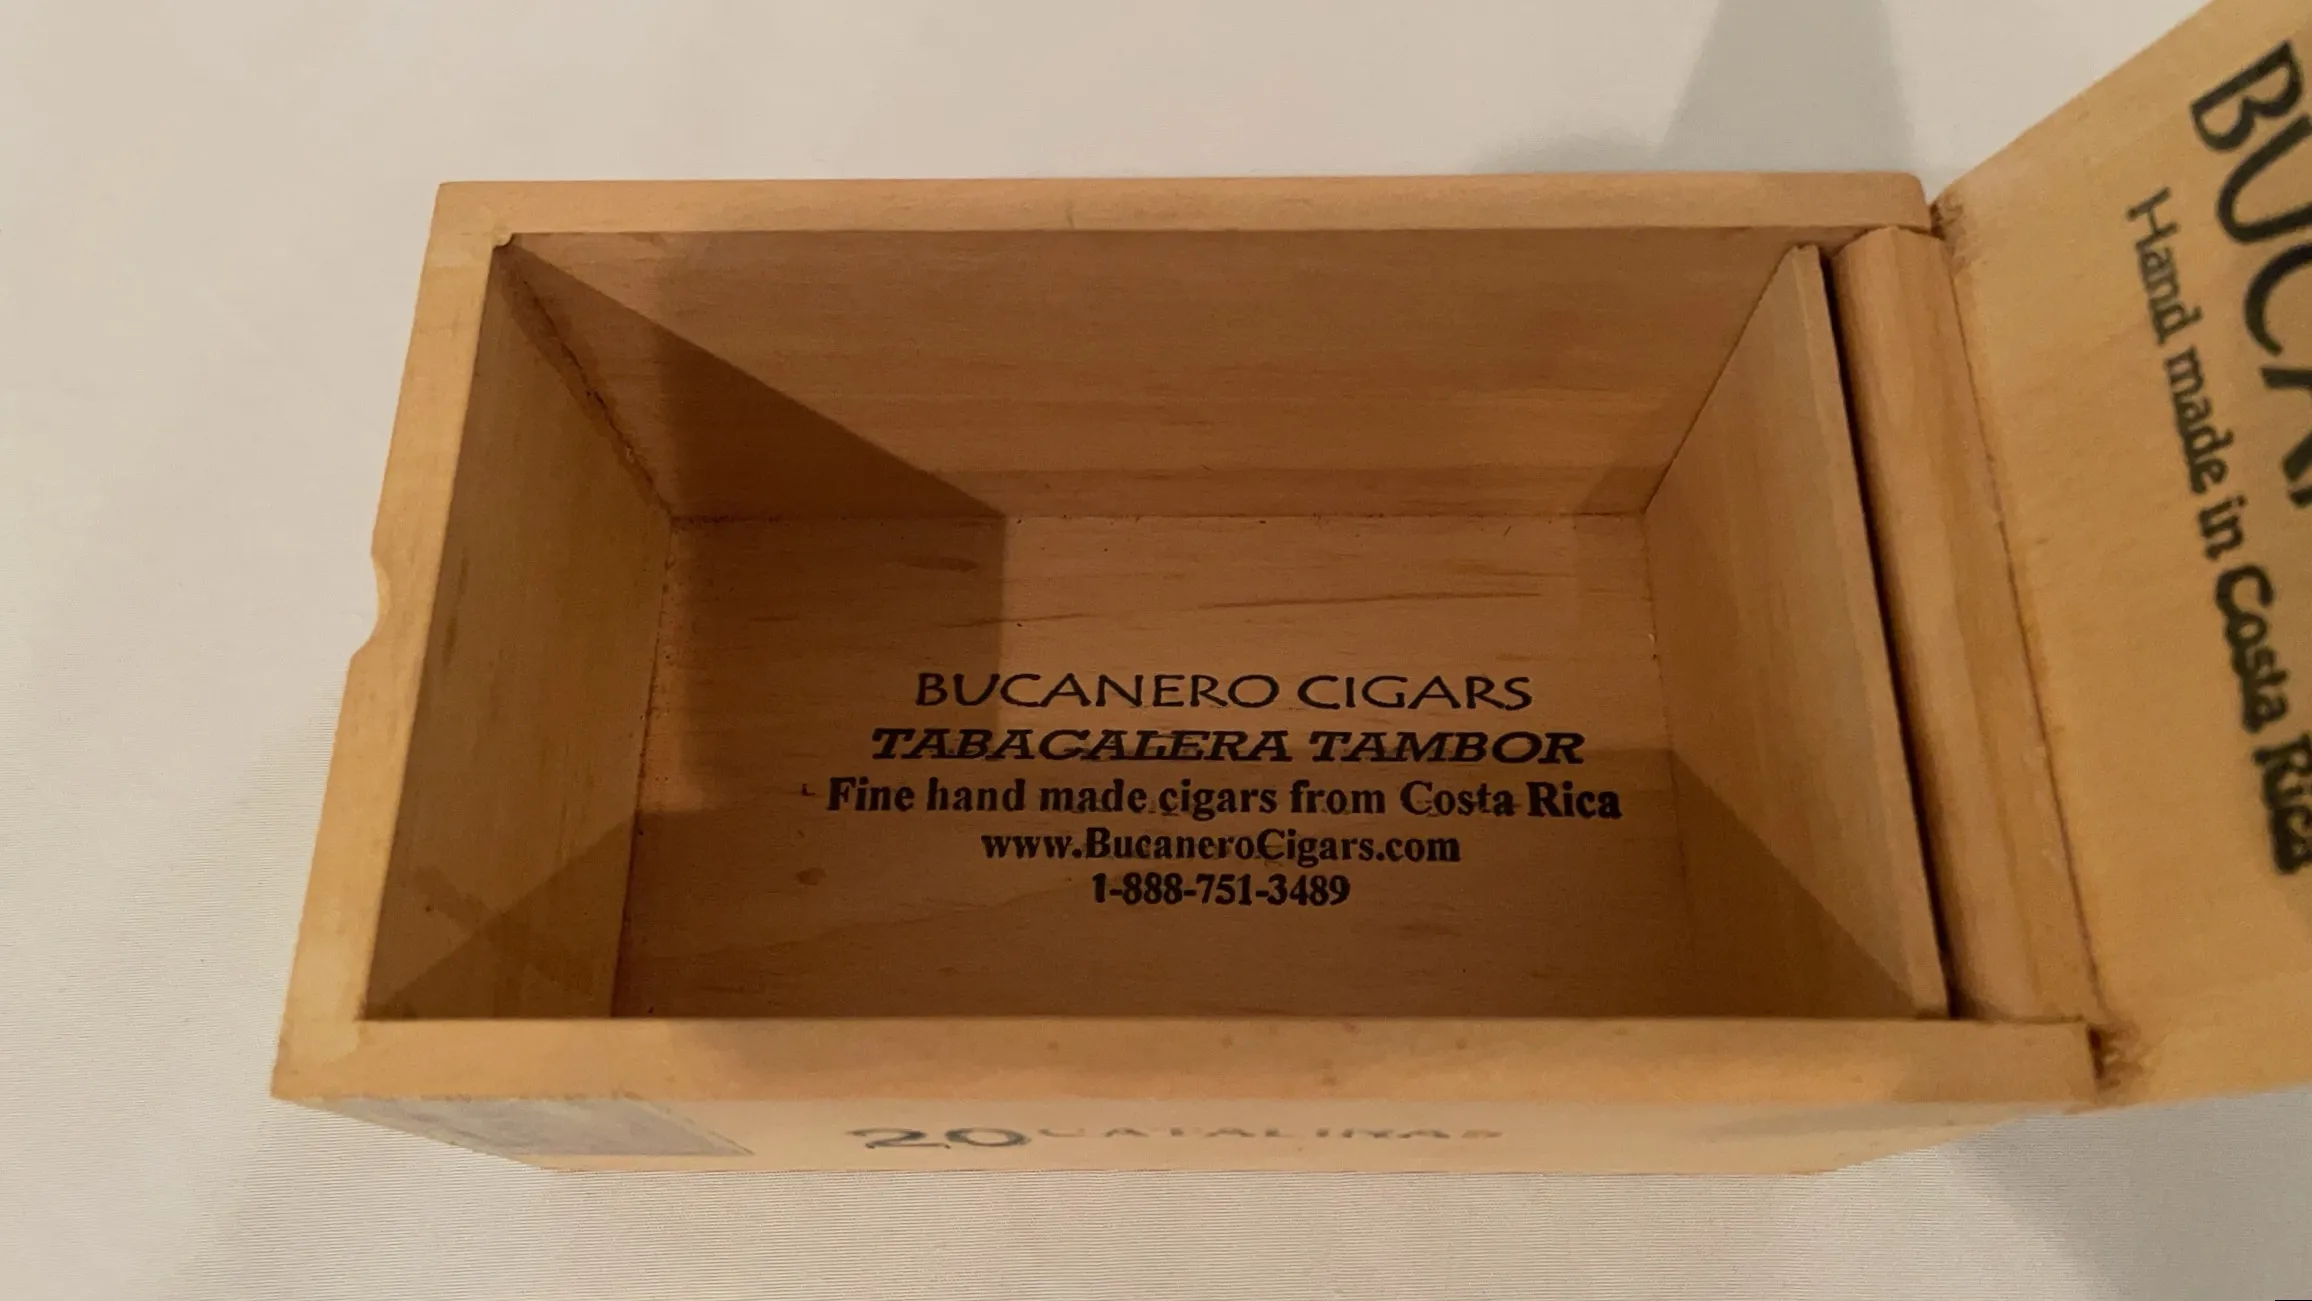 BUCANERO CIGARS
TABACALERA TAMBOR
Fine hand made cigars from Costa Rica
www.BucaneroCigars.com
1-888-751-3489
20 CATALINAS
BUCA
Hand made in Costa Rica